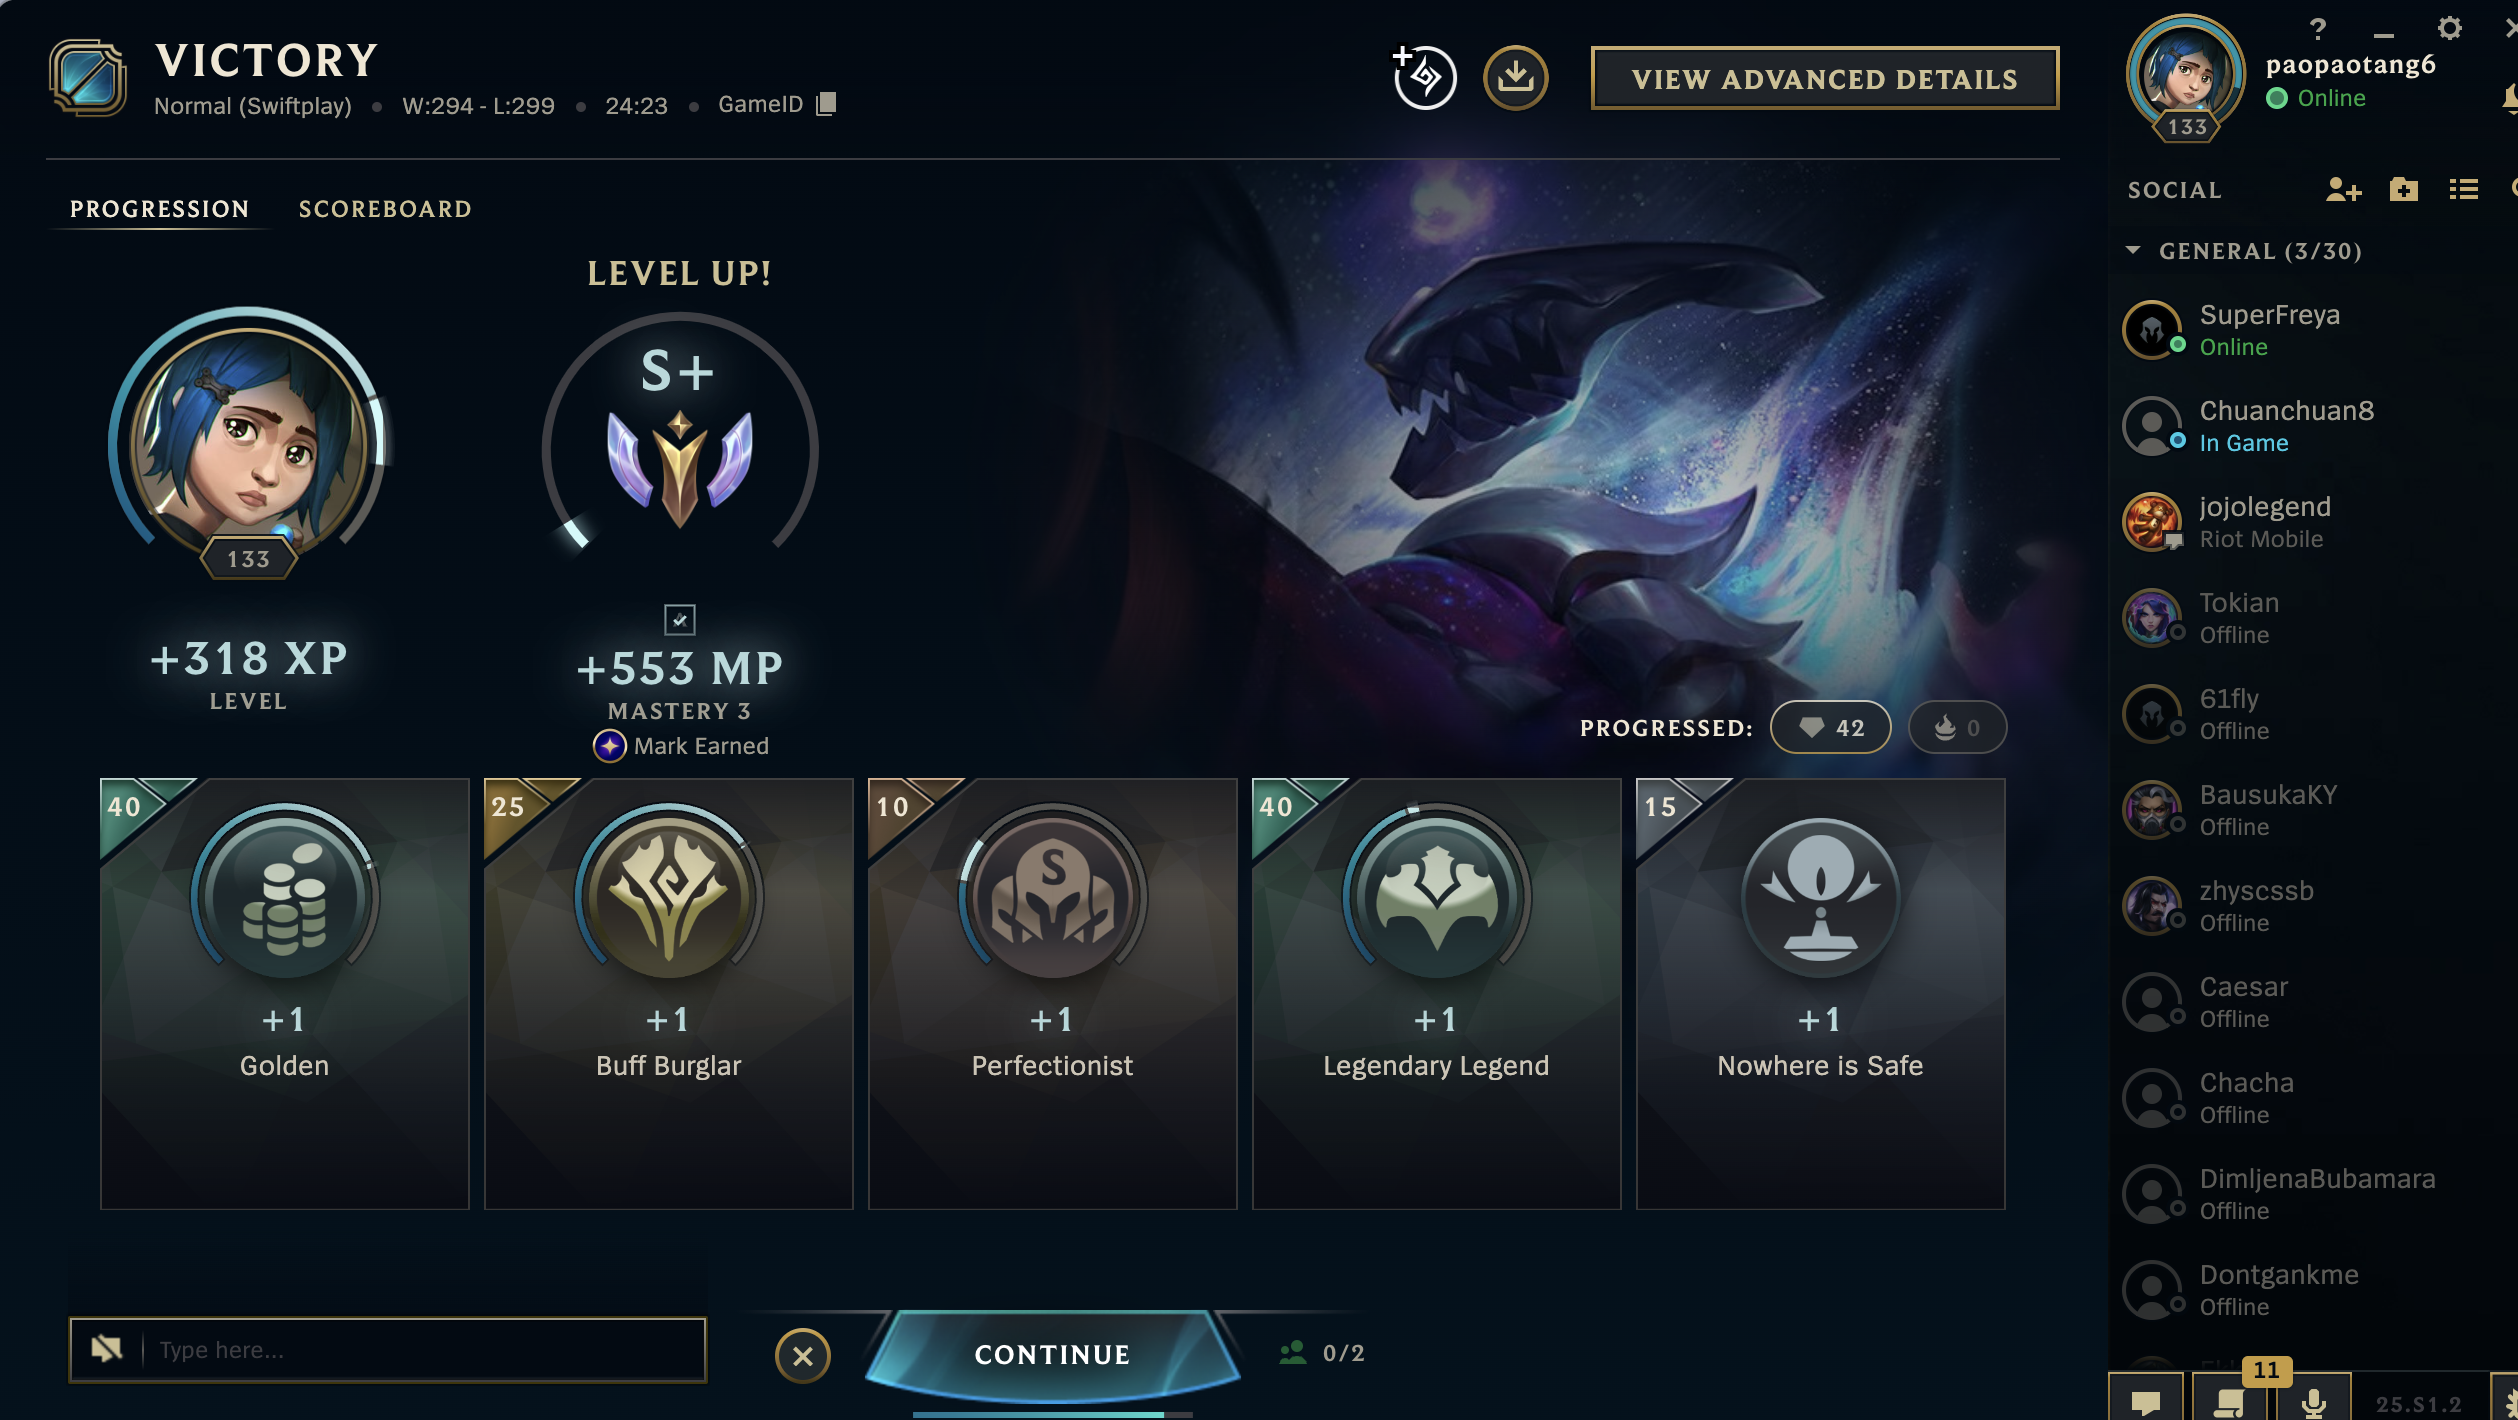 VICTORY
Normal (Swiftplay) • W:294 - L:299 • 24:23 • GameID
VIEW ADVANCED DETAILS
PROGRESSION
SCOREBOARD
133
+318 XP
LEVEL
LEVEL UP!
S+
+553 MP
MASTERY 3
Mark Earned
PROGRESSED:
42
0
40
+1
Golden
25
+1
Buff Burglar
10
S
+1
Perfectionist
40
+1
Legendary Legend
15
+1
Nowhere is Safe
Type here...
CONTINUE
0/2
?
paopaotang6
Online
133
SOCIAL
GENERAL (3/30)
SuperFreya
Online
Chuanchuan8
In Game
jojolegend
Riot Mobile
Tokian
Offline
61fly
Offline
BausukaKY
Offline
zhyscssb
Offline
Caesar
Offline
Chacha
Offline
DimljenaBubamara
Offline
Dontgankme
Offline
11
25.S1.2